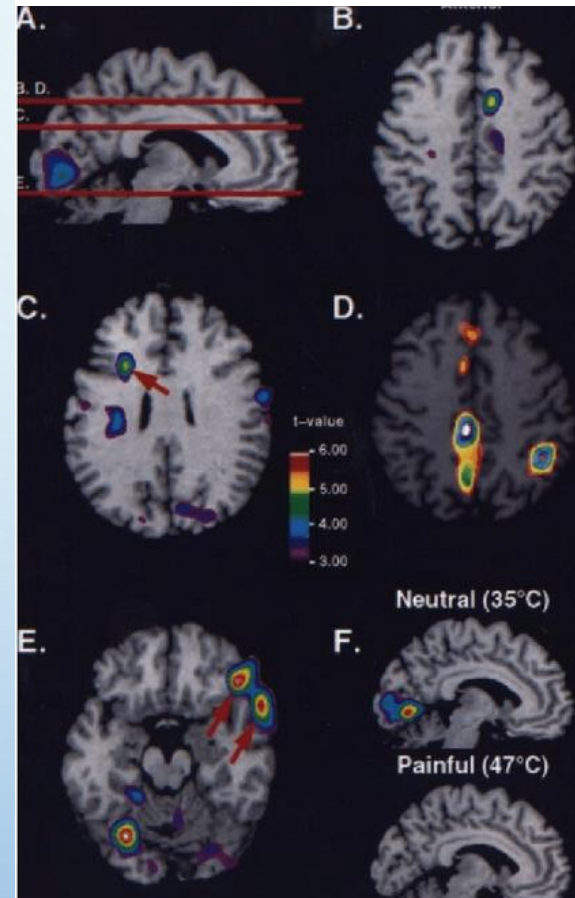 A.
B.
B. D.
C.
E.
C.
D.
t-value
6.00
5.00
4.00
3.00
Neutral (35°C)
E.
F.
Painful (47°C)